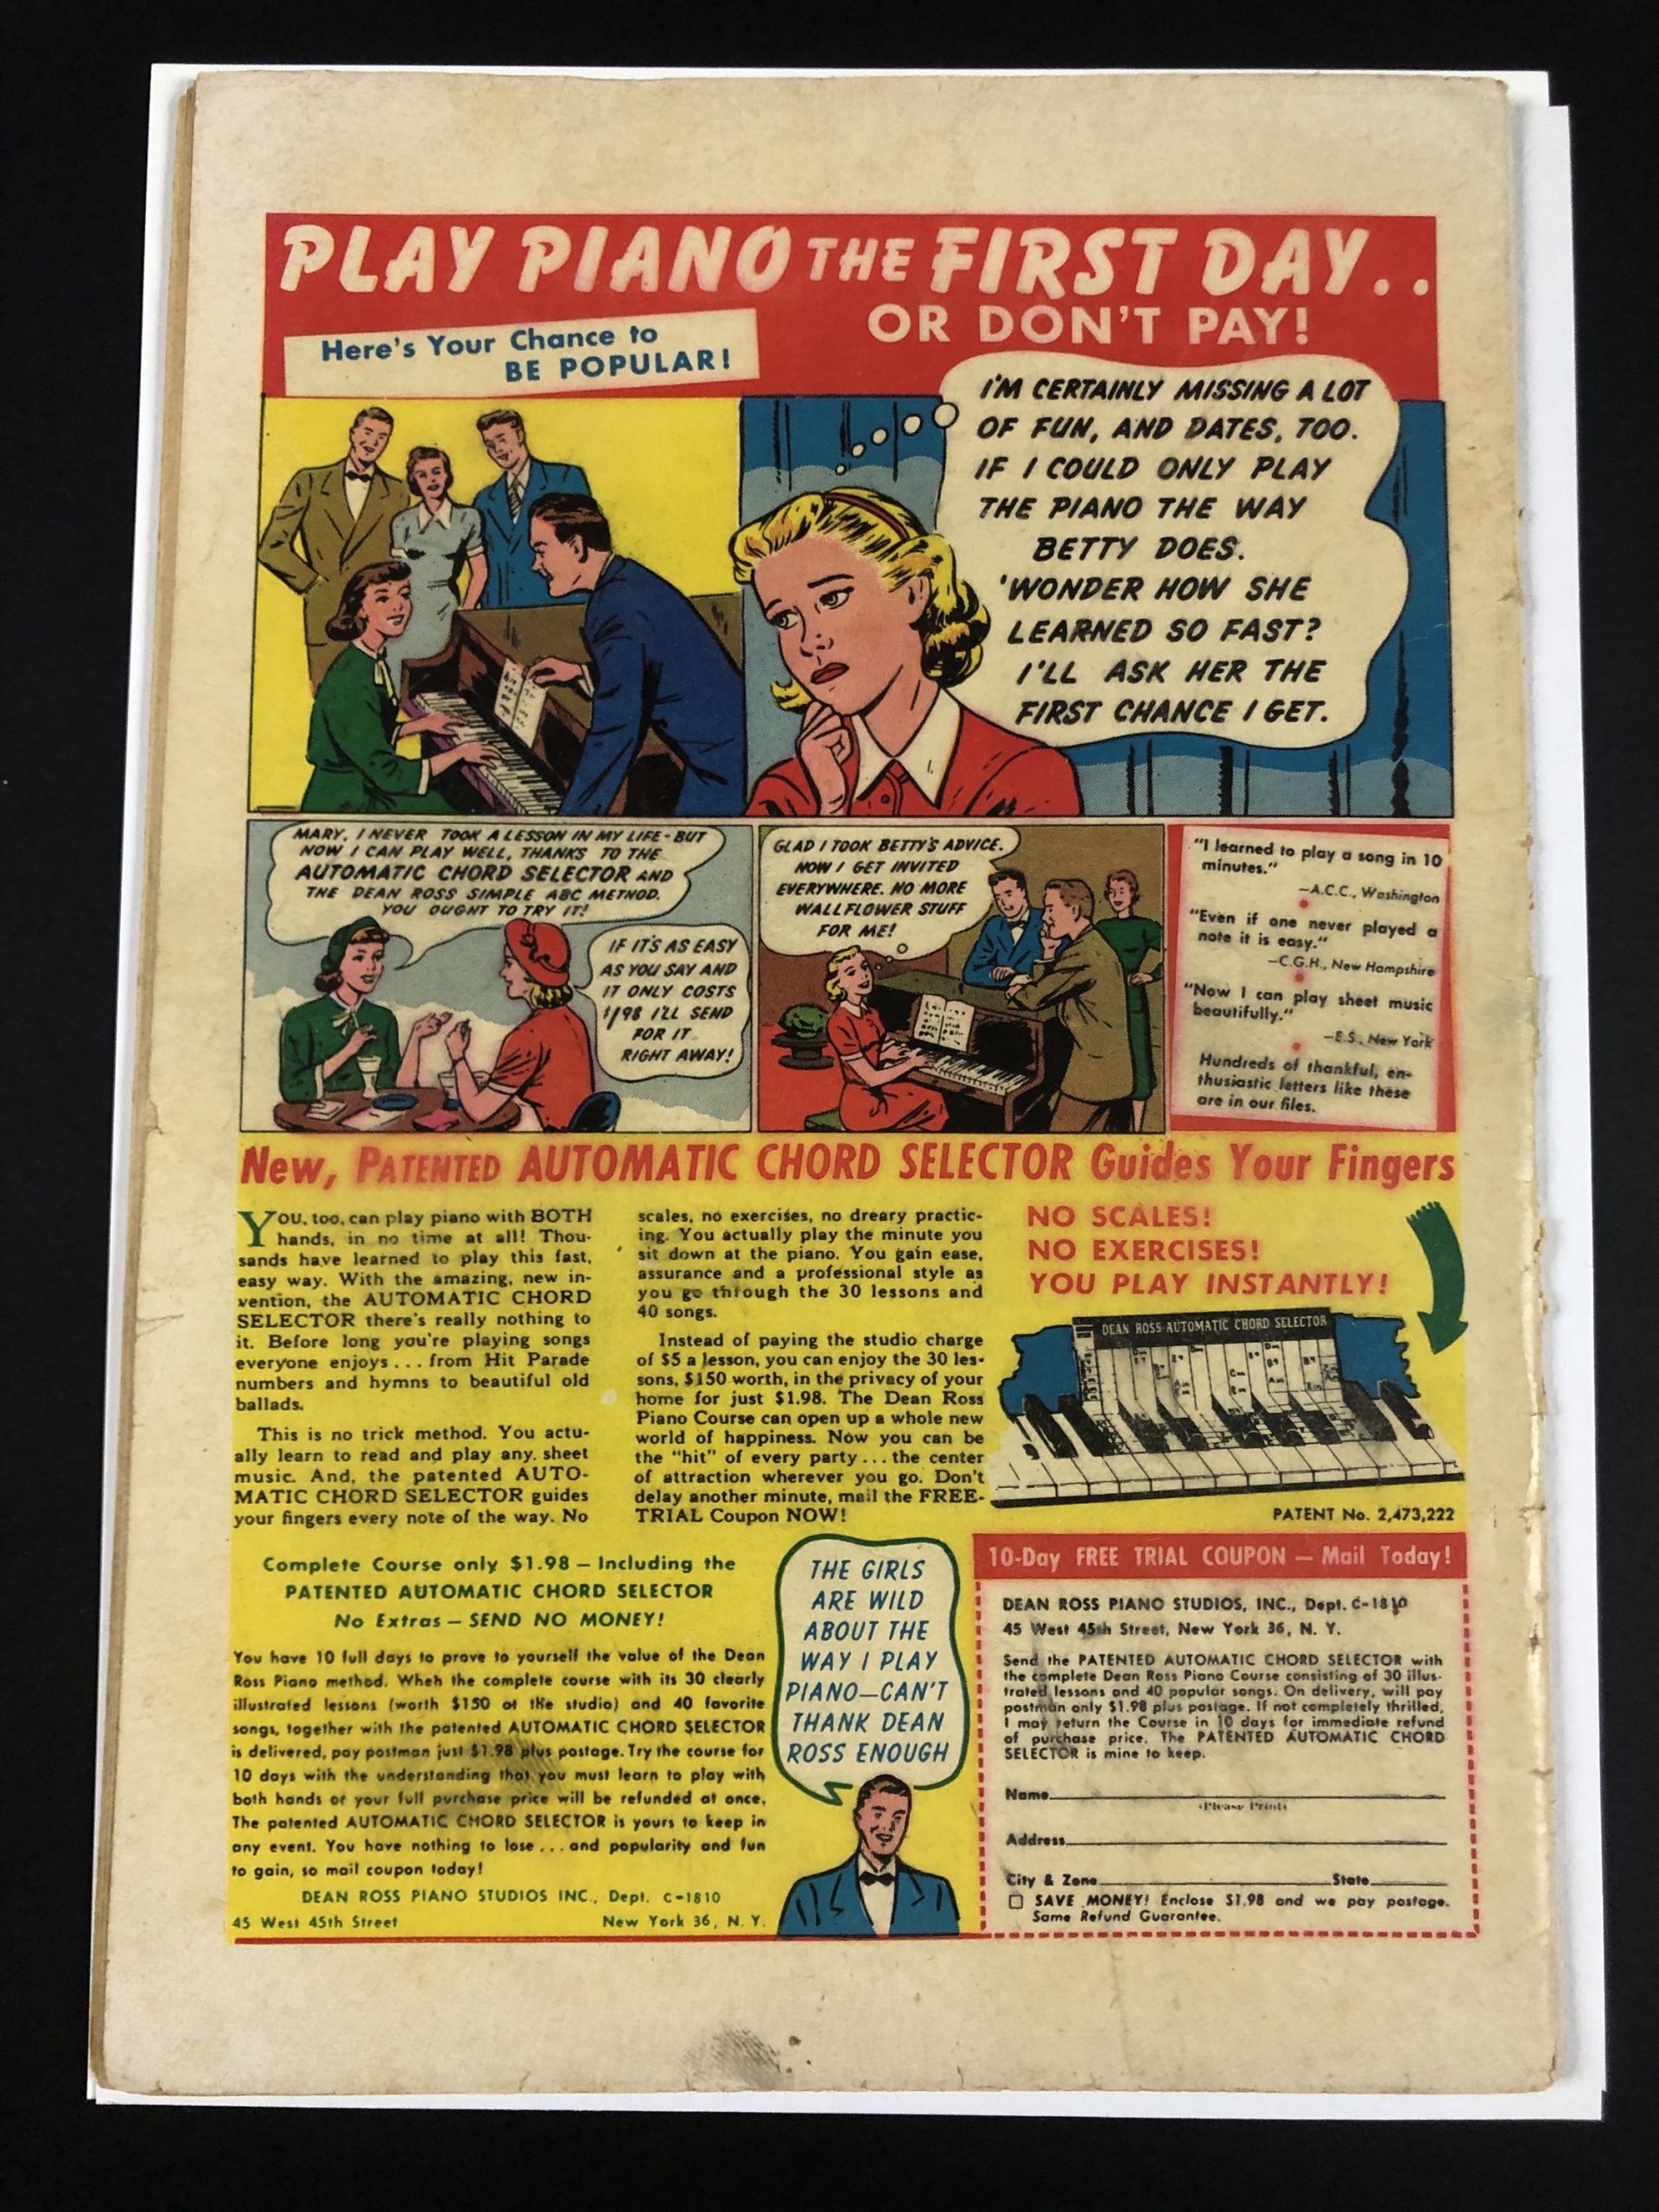 PLAY PIANO THE FIRST DAY..
OR DON'T PAY!
Here's Your Chance to
BE POPULAR!
I'M CERTAINLY MISSING A LOT
OF FUN, AND DATES, TOO.
IF I COULD ONLY PLAY
THE PIANO THE WAY
BETTY DOES.
'WONDER HOW SHE
LEARNED SO FAST?
I'LL ASK HER THE
FIRST CHANCE I GET.
MARY, I NEVER TOOK A LESSON IN MY LIFE-BUT
NOW I CAN PLAY WELL, THANKS TO THE
AUTOMATIC CHORD SELECTOR AND
THE DEAN ROSS SIMPLE ABC METHOD.
YOU OUGHT TO TRY IT!
IF IT'S AS EASY
AS YOU SAY AND
IT ONLY COSTS
$1.98 I'LL SEND
FOR IT
RIGHT AWAY!
GLAD I TOOK BETTY'S ADVICE.
NOW I GET INVITED
EVERYWHERE. NO MORE
WALLFLOWER STUFF
FOR ME!
"I learned to play a song in 10
minutes."
—A.C.C., Washington
"Even if one never played a
note it is easy."
—C.G.H., New Hampshire
"Now I can play sheet music
beautifully."
—E.S., New York
Hundreds of thankful, en-
thusiastic letters like these
are in our files.
New, PATENTED AUTOMATIC CHORD SELECTOR Guides Your Fingers
YOU, too, can play piano with BOTH
hands, in no time at all! Thou-
sands have learned to play this fast,
easy way. With the amazing, new in-
vention, the AUTOMATIC CHORD
SELECTOR there's really nothing to
it. Before long you're playing songs
everyone enjoys... from Hit Parade
numbers and hymns to beautiful old
ballads.
This is no trick method. You actu-
ally learn to read and play any sheet
music. And, the patented AUTO-
MATIC CHORD SELECTOR guides
your fingers every note of the way. No
scales, no exercises, no dreary practic-
ing. You actually play the minute you
sit down at the piano. You gain ease,
assurance and a professional style as
you go through the 30 lessons and
40 songs.
Instead of paying the studio charge
of $5 a lesson, you can enjoy the 30 les-
sons, $150 worth, in the privacy of your
home for just $1.98. The Dean Ross
Piano Course can open up a whole new
world of happiness. Now you can be
the "hit" of every party... the center
of attraction wherever you go. Don't
delay another minute, mail the FREE-
TRIAL Coupon NOW!
NO SCALES!
NO EXERCISES!
YOU PLAY INSTANTLY!
DEAN ROSS AUTOMATIC CHORD SELECTOR
PATENT No. 2,473,222
Complete Course only $1.98 — Including the
PATENTED AUTOMATIC CHORD SELECTOR
No Extras — SEND NO MONEY!
You have 10 full days to prove to yourself the value of the Dean
Ross Piano method. When the complete course with its 30 clearly
illustrated lessons (worth $150 at the studio) and 40 favorite
songs, together with the patented AUTOMATIC CHORD SELECTOR
is delivered, pay postman just $1.98 plus postage. Try the course for
10 days with the understanding that you must learn to play with
both hands or your full purchase price will be refunded at once.
The patented AUTOMATIC CHORD SELECTOR is yours to keep in
any event. You have nothing to lose... and popularity and fun
to gain, so mail coupon today!
DEAN ROSS PIANO STUDIOS INC., Dept. C-1810
45 West 45th Street New York 36, N. Y.
THE GIRLS
ARE WILD
ABOUT THE
WAY I PLAY
PIANO—CAN'T
THANK DEAN
ROSS ENOUGH
10-Day FREE TRIAL COUPON — Mail Today!
DEAN ROSS PIANO STUDIOS, INC., Dept. C-1810
45 West 45th Street, New York 36, N. Y.
Send the PATENTED AUTOMATIC CHORD SELECTOR with
the complete Dean Ross Piano Course consisting of 30 illus-
trated lessons and 40 popular songs. On delivery, will pay
postman only $1.98 plus postage. If not completely thrilled,
I may return the Course in 10 days for immediate refund
of purchase price. The PATENTED AUTOMATIC CHORD
SELECTOR is mine to keep.
Name
(Please Print)
Address
City & Zone State
SAVE MONEY! Enclose $1.98 and we pay postage.
Same Refund Guarantee.